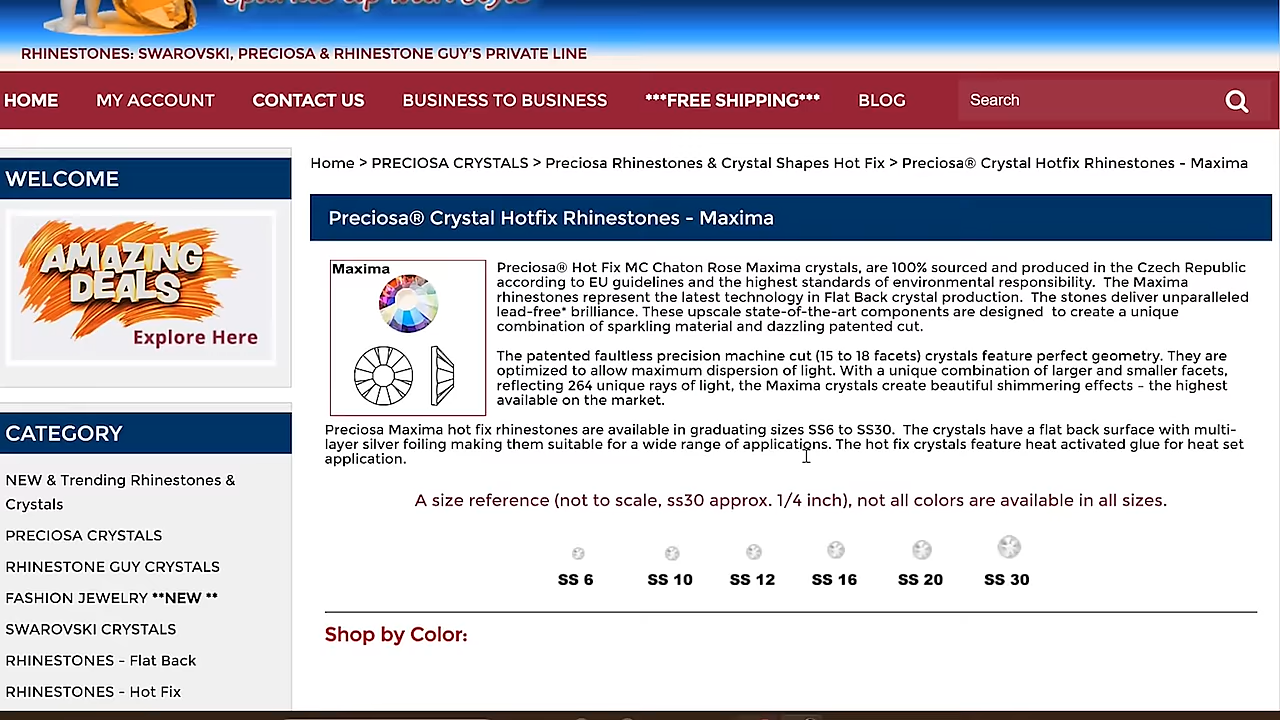 Sparkle up with Style
RHINESTONES: SWAROVSKI, PRECIOSA & RHINESTONE GUY'S PRIVATE LINE
HOME MY ACCOUNT CONTACT US BUSINESS TO BUSINESS ***FREE SHIPPING*** BLOG Search
Home > PRECIOSA CRYSTALS > Preciosa Rhinestones & Crystal Shapes Hot Fix > Preciosa® Crystal Hotfix Rhinestones - Maxima
WELCOME
AMAZING
DEALS
Explore Here
CATEGORY
NEW & Trending Rhinestones &
Crystals
PRECIOSA CRYSTALS
RHINESTONE GUY CRYSTALS
FASHION JEWELRY **NEW **
SWAROVSKI CRYSTALS
RHINESTONES - Flat Back
RHINESTONES - Hot Fix
Preciosa® Crystal Hotfix Rhinestones - Maxima
Maxima
Preciosa® Hot Fix MC Chaton Rose Maxima crystals, are 100% sourced and produced in the Czech Republic
according to EU guidelines and the highest standards of environmental responsibility. The Maxima
rhinestones represent the latest technology in Flat Back crystal production. The stones deliver unparalleled
lead-free* brilliance. These upscale state-of-the-art components are designed to create a unique
combination of sparkling material and dazzling patented cut.
The patented faultless precision machine cut (15 to 18 facets) crystals feature perfect geometry. They are
optimized to allow maximum dispersion of light. With a unique combination of larger and smaller facets,
reflecting 264 unique rays of light, the Maxima crystals create beautiful shimmering effects – the highest
available on the market.
Preciosa Maxima hot fix rhinestones are available in graduating sizes SS6 to SS30. The crystals have a flat back surface with multi-
layer silver foiling making them suitable for a wide range of applications. The hot fix crystals feature heat activated glue for heat set
application.
A size reference (not to scale, ss30 approx. 1/4 inch), not all colors are available in all sizes.
SS 6 SS 10 SS 12 SS 16 SS 20 SS 30
Shop by Color: